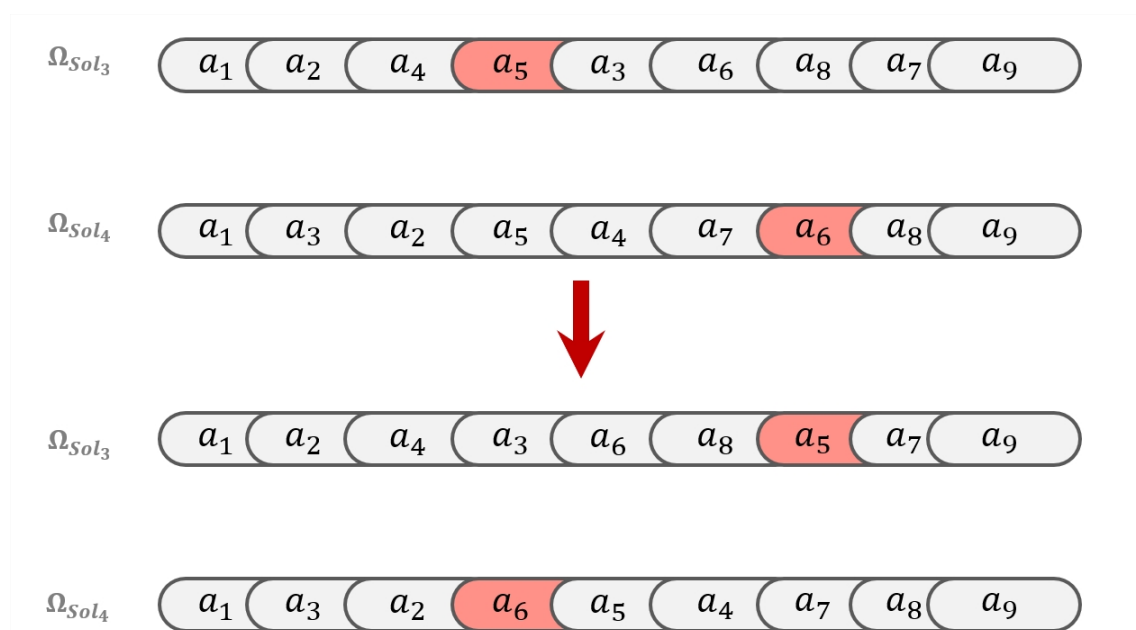 Ω_{Sol_3} a_1 a_2 a_4 a_5 a_3 a_6 a_8 a_7 a_9
Ω_{Sol_4} a_1 a_3 a_2 a_5 a_4 a_7 a_6 a_8 a_9
Ω_{Sol_3} a_1 a_2 a_4 a_3 a_6 a_8 a_5 a_7 a_9
Ω_{Sol_4} a_1 a_3 a_2 a_6 a_5 a_4 a_7 a_8 a_9